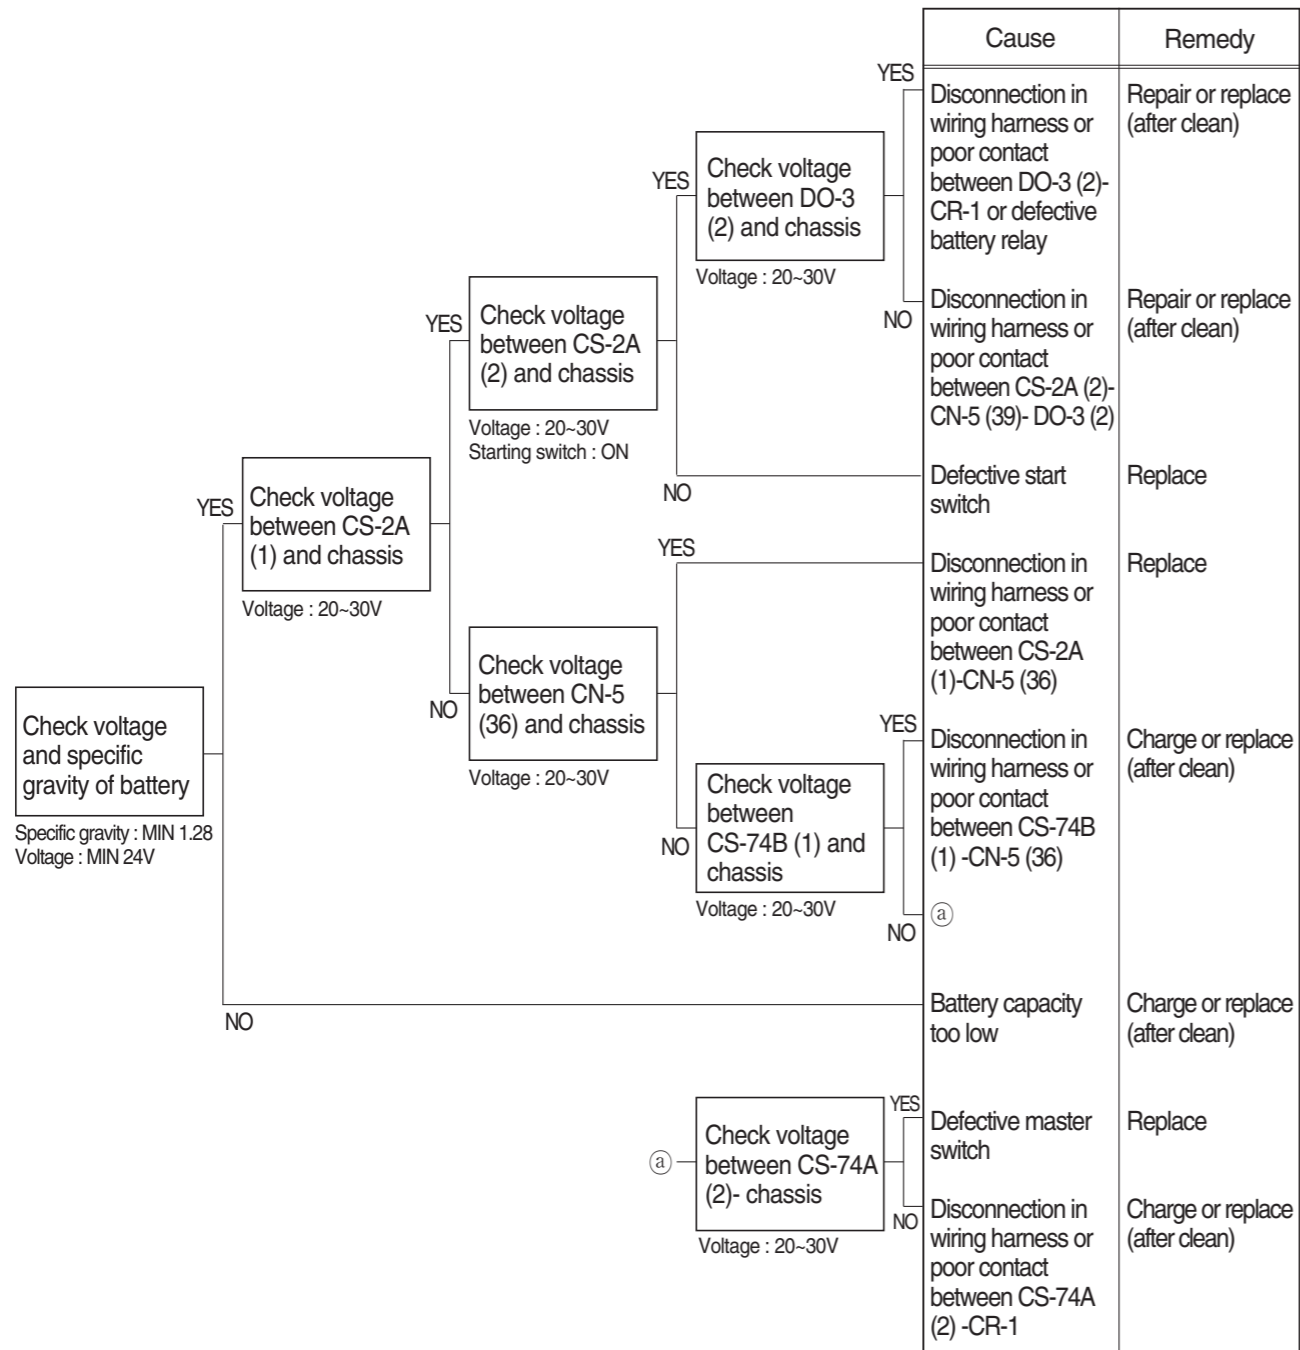 Cause
Remedy
YES
Disconnection in
wiring harness or
poor contact
between DO-3 (2)-
CR-1 or defective
battery relay
Repair or replace
(after clean)
YES
Check voltage
between DO-3
(2) and chassis
Voltage : 20~30V
NO
Disconnection in
wiring harness or
poor contact
between CS-2A (2)-
CN-5 (39)- DO-3 (2)
Repair or replace
(after clean)
YES
Check voltage
between CS-2A
(2) and chassis
Voltage : 20~30V
Starting switch : ON
NO
Defective start
switch
Replace
YES
Check voltage
between CS-2A
(1) and chassis
Voltage : 20~30V
YES
Disconnection in
wiring harness or
poor contact
between CS-2A
(1)-CN-5 (36)
Replace
NO
Check voltage
between CN-5
(36) and chassis
Voltage : 20~30V
Check voltage
and specific
gravity of battery
Specific gravity : MIN 1.28
Voltage : MIN 24V
YES
Disconnection in
wiring harness or
poor contact
between CS-74B
(1) -CN-5 (36)
Charge or replace
(after clean)
NO
Check voltage
between
CS-74B (1) and
chassis
Voltage : 20~30V
NO
ⓐ
NO
Battery capacity
too low
Charge or replace
(after clean)
ⓐ
Check voltage
between CS-74A
(2)- chassis
Voltage : 20~30V
YES
Defective master
switch
Replace
NO
Disconnection in
wiring harness or
poor contact
between CS-74A
(2) -CR-1
Charge or replace
(after clean)